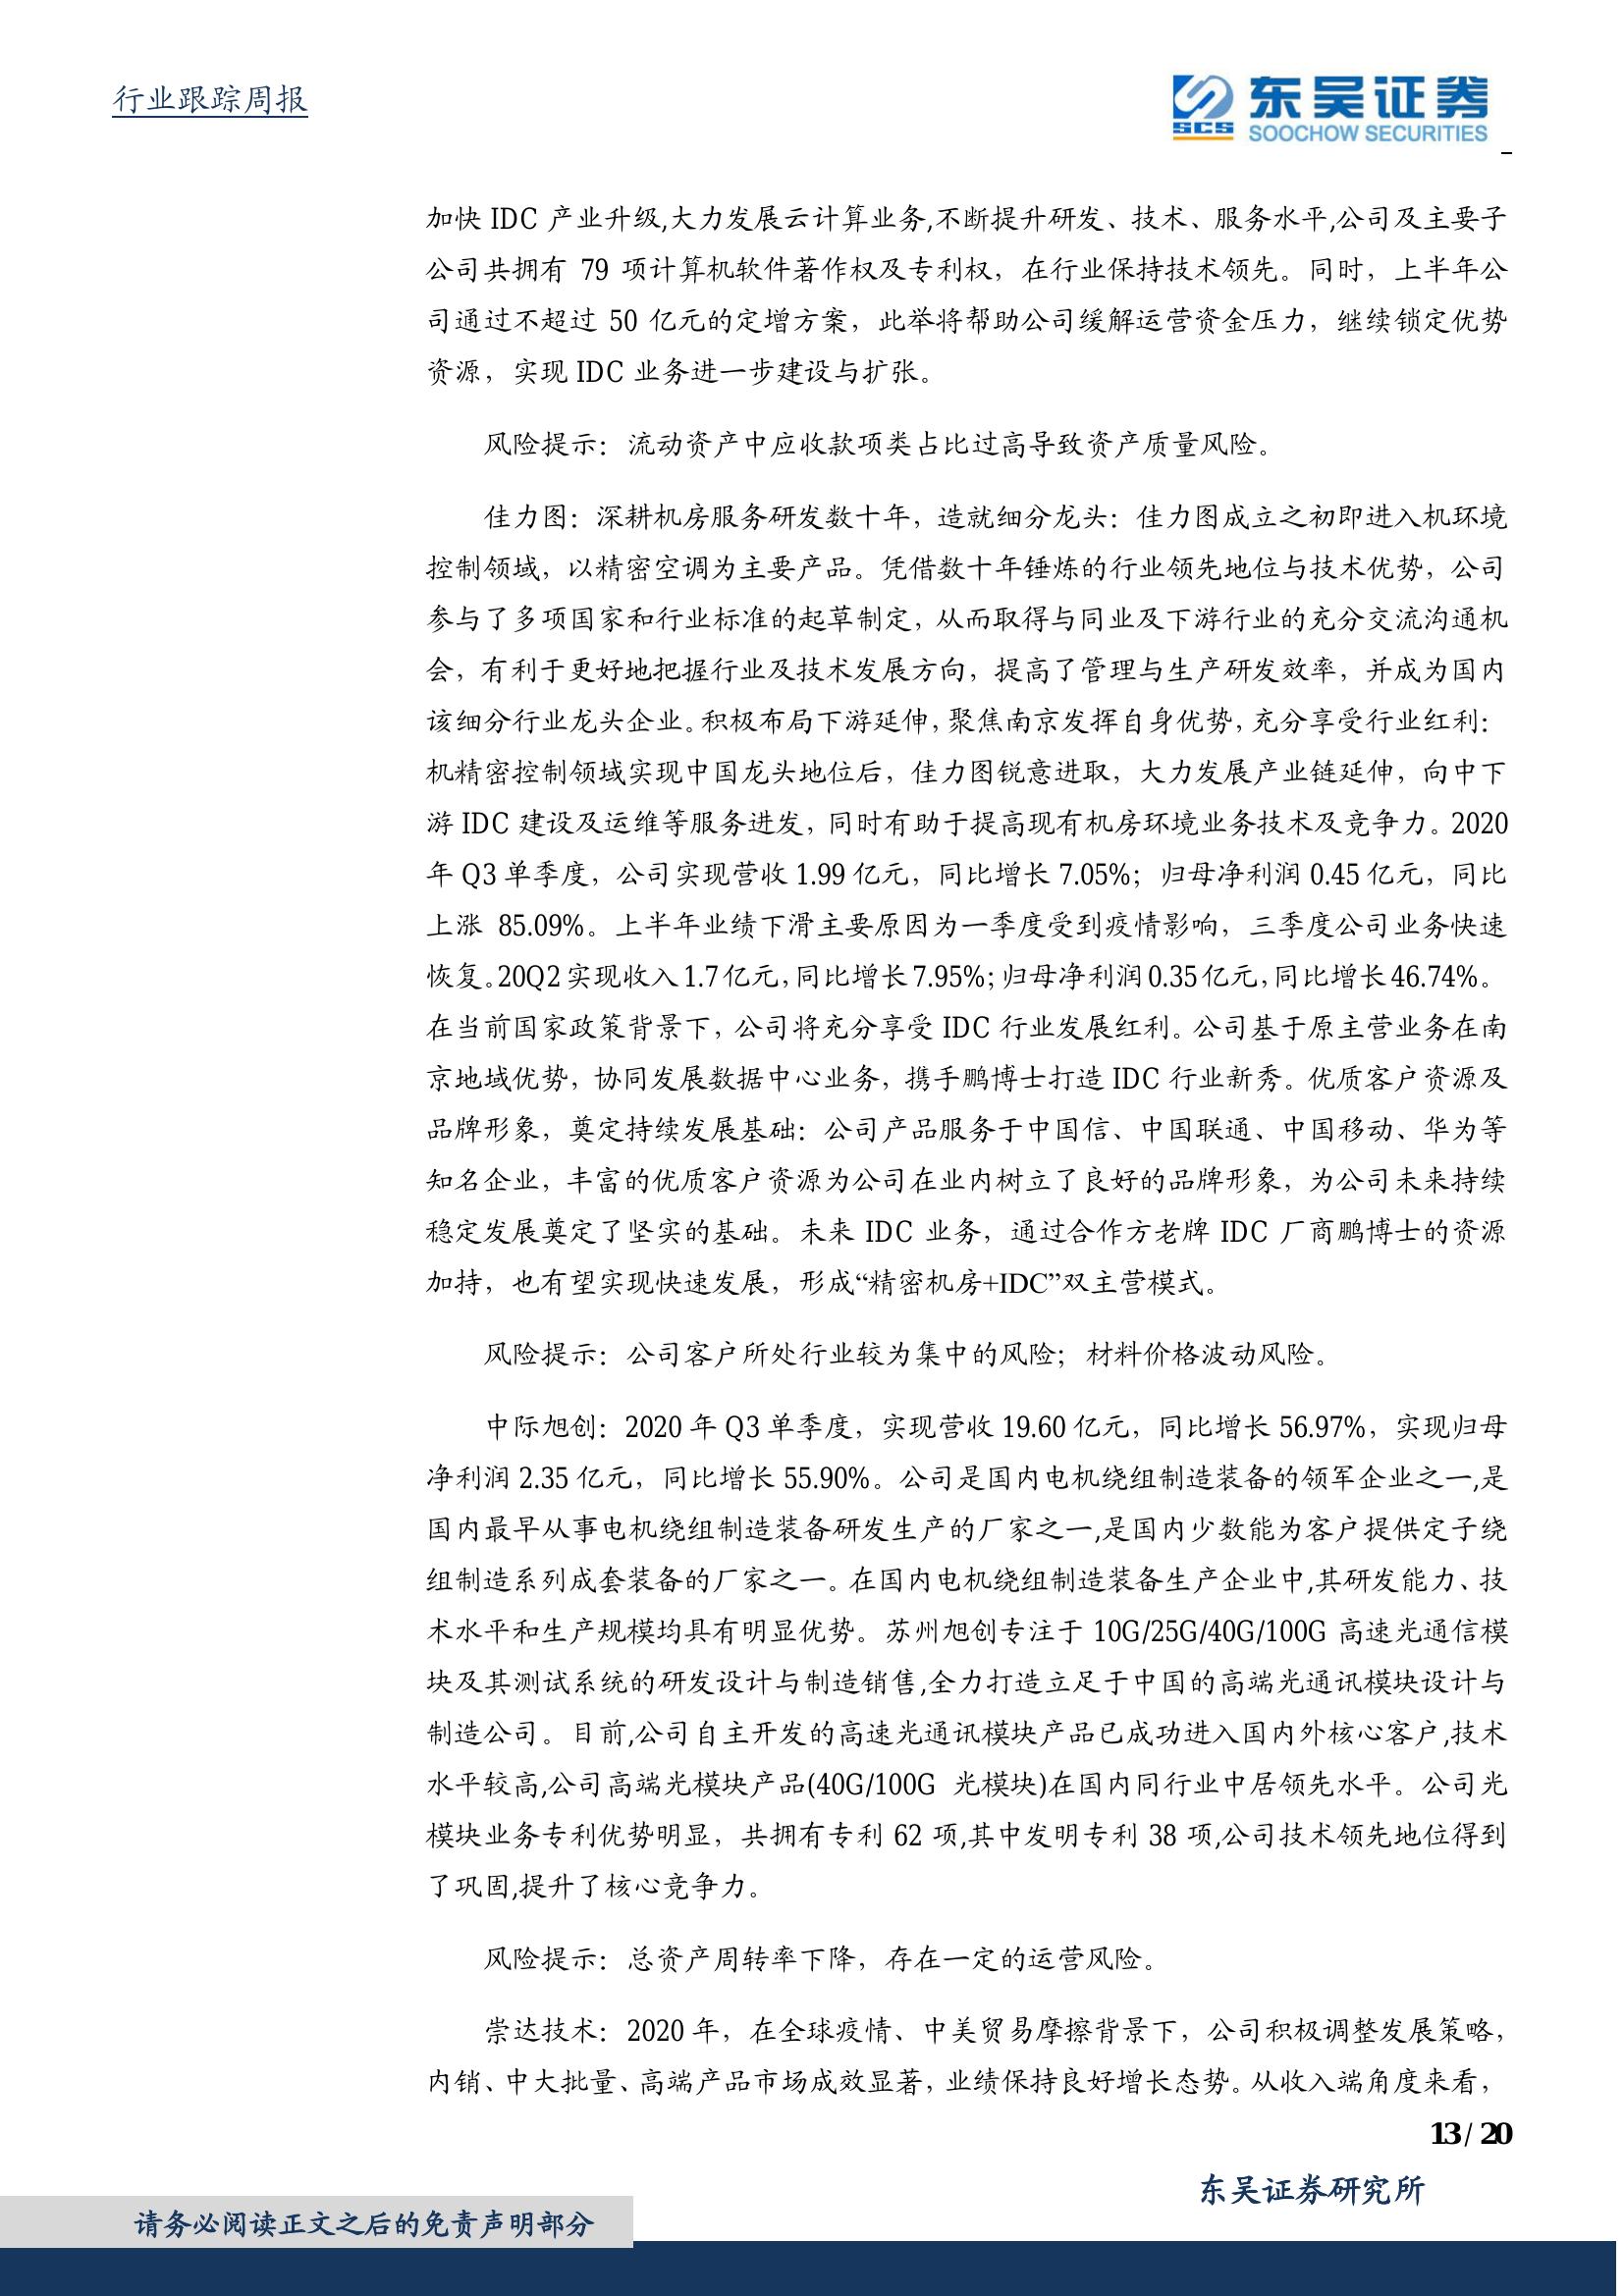 行业跟踪周报
东吴证券
SCS
SOOCHOW SECURITIES
加快 IDC 产业升级,大力发展云计算业务,不断提升研发、技术、服务水平,公司及主要子
公司共拥有 79 项计算机软件著作权及专利权，在行业保持技术领先。同时，上半年公
司通过不超过 50 亿元的定增方案，此举将帮助公司缓解运营资金压力，继续锁定优势
资源，实现 IDC 业务进一步建设与扩张。
风险提示：流动资产中应收款项类占比过高导致资产质量风险。
佳力图：深耕机房服务研发数十年，造就细分龙头：佳力图成立之初即进入机环境
控制领域，以精密空调为主要产品。凭借数十年锤炼的行业领先地位与技术优势，公司
参与了多项国家和行业标准的起草制定，从而取得与同业及下游行业的充分交流沟通机
会，有利于更好地把握行业及技术发展方向，提高了管理与生产研发效率，并成为国内
该细分行业龙头企业。积极布局下游延伸，聚焦南京发挥自身优势，充分享受行业红利：
机精密控制领域实现中国龙头地位后，佳力图锐意进取，大力发展产业链延伸，向中下
游 IDC 建设及运维等服务进发，同时有助于提高现有机房环境业务技术及竞争力。2020
年 Q3 单季度，公司实现营收 1.99 亿元，同比增长 7.05%；归母净利润 0.45 亿元，同比
上涨 85.09%。上半年业绩下滑主要原因为一季度受到疫情影响，三季度公司业务快速
恢复。20Q2 实现收入 1.7 亿元，同比增长 7.95%；归母净利润 0.35 亿元，同比增长 46.74%。
在当前国家政策背景下，公司将充分享受 IDC 行业发展红利。公司基于原主营业务在南
京地域优势，协同发展数据中心业务，携手鹏博士打造 IDC 行业新秀。优质客户资源及
品牌形象，奠定持续发展基础：公司产品服务于中国信、中国联通、中国移动、华为等
知名企业，丰富的优质客户资源为公司在业内树立了良好的品牌形象，为公司未来持续
稳定发展奠定了坚实的基础。未来 IDC 业务，通过合作方老牌 IDC 厂商鹏博士的资源
加持，也有望实现快速发展，形成“精密机房+IDC”双主营模式。
风险提示：公司客户所处行业较为集中的风险；材料价格波动风险。
中际旭创：2020 年 Q3 单季度，实现营收 19.60 亿元，同比增长 56.97%，实现归母
净利润 2.35 亿元，同比增长 55.90%。公司是国内电机绕组制造装备的领军企业之一,是
国内最早从事电机绕组制造装备研发生产的厂家之一,是国内少数能为客户提供定子绕
组制造系列成套装备的厂家之一。在国内电机绕组制造装备生产企业中,其研发能力、技
术水平和生产规模均具有明显优势。苏州旭创专注于 10G/25G/40G/100G 高速光通信模
块及其测试系统的研发设计与制造销售,全力打造立足于中国的高端光通讯模块设计与
制造公司。目前,公司自主开发的高速光通讯模块产品已成功进入国内外核心客户,技术
水平较高,公司高端光模块产品(40G/100G 光模块)在国内同行业中居领先水平。公司光
模块业务专利优势明显，共拥有专利 62 项,其中发明专利 38 项,公司技术领先地位得到
了巩固,提升了核心竞争力。
风险提示：总资产周转率下降，存在一定的运营风险。
崇达技术：2020 年，在全球疫情、中美贸易摩擦背景下，公司积极调整发展策略，
内销、中大批量、高端产品市场成效显著，业绩保持良好增长态势。从收入端角度来看，
13 / 20
东吴证券研究所
请务必阅读正文之后的免责声明部分